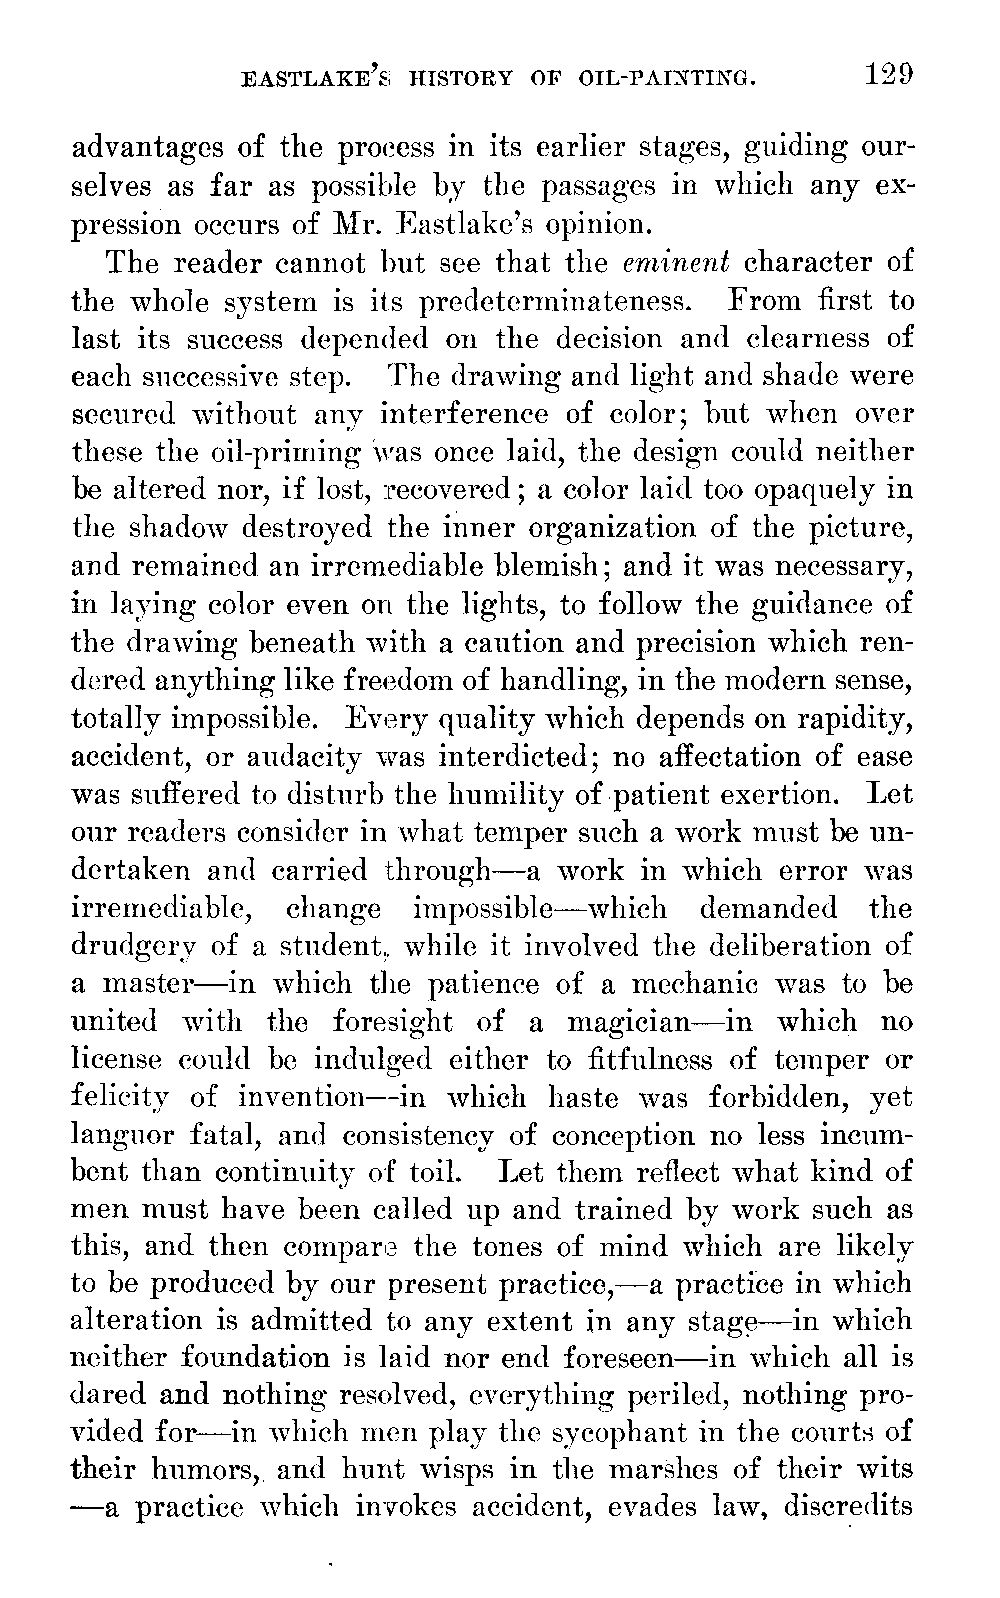 EASTLAKE'S HISTORY OF OIL-PAINTING. 129
advantages of the process in its earlier stages, guiding our-
selves as far as possible by the passages in which any ex-
pression occurs of Mr. Eastlake's opinion.
The reader cannot but see that the eminent character of
the whole system is its predeterminateness. From first to
last its success depended on the decision and clearness of
each successive step. The drawing and light and shade were
secured without any interference of color; but when over
these the oil-priming was once laid, the design could neither
be altered nor, if lost, recovered; a color laid too opaquely in
the shadow destroyed the inner organization of the picture,
and remained an irremediable blemish; and it was necessary,
in laying color even on the lights, to follow the guidance of
the drawing beneath with a caution and precision which ren-
dered anything like freedom of handling, in the modern sense,
totally impossible. Every quality which depends on rapidity,
accident, or audacity was interdicted; no affectation of ease
was suffered to disturb the humility of patient exertion. Let
our readers consider in what temper such a work must be un-
dertaken and carried through—a work in which error was
irremediable, change impossible—which demanded the
drudgery of a student, while it involved the deliberation of
a master—in which the patience of a mechanic was to be
united with the foresight of a magician—in which no
license could be indulged either to fitfulness of temper or
felicity of invention—in which haste was forbidden, yet
languor fatal, and consistency of conception no less incum-
bent than continuity of toil. Let them reflect what kind of
men must have been called up and trained by work such as
this, and then compare the tones of mind which are likely
to be produced by our present practice,—a practice in which
alteration is admitted to any extent in any stage—in which
neither foundation is laid nor end foreseen—in which all is
dared and nothing resolved, everything periled, nothing pro-
vided for—in which men play the sycophant in the courts of
their humors, and hunt wisps in the marshes of their wits
—a practice which invokes accident, evades law, discredits